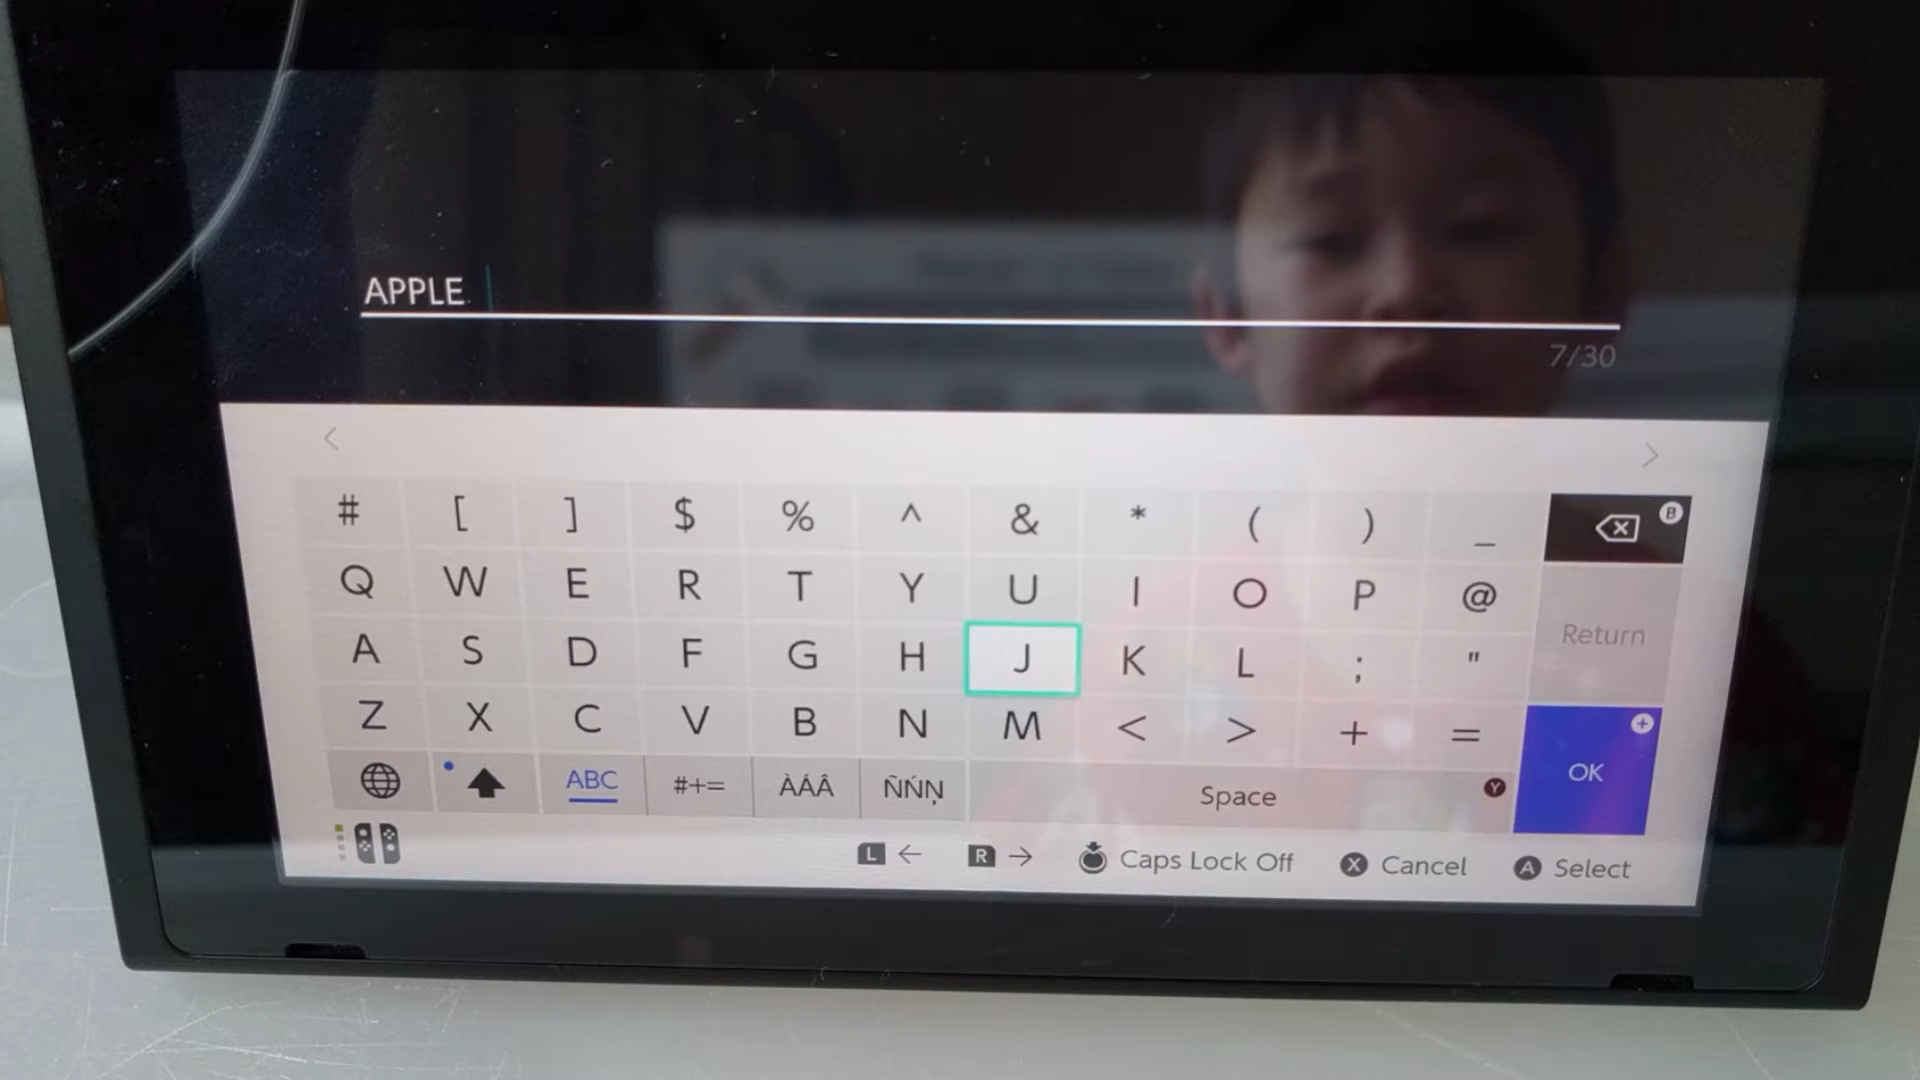 APPLE
7/30
< >
# [ ] $ % ^ & * ( ) _ B
Q W E R T Y U I O P @
Return
A S D F G H J K L ; "
Z X C V B N M < > + =
ABC #+= ÀÁÂ ÑŃŅ Space Y OK
L ← R → Caps Lock Off X Cancel A Select